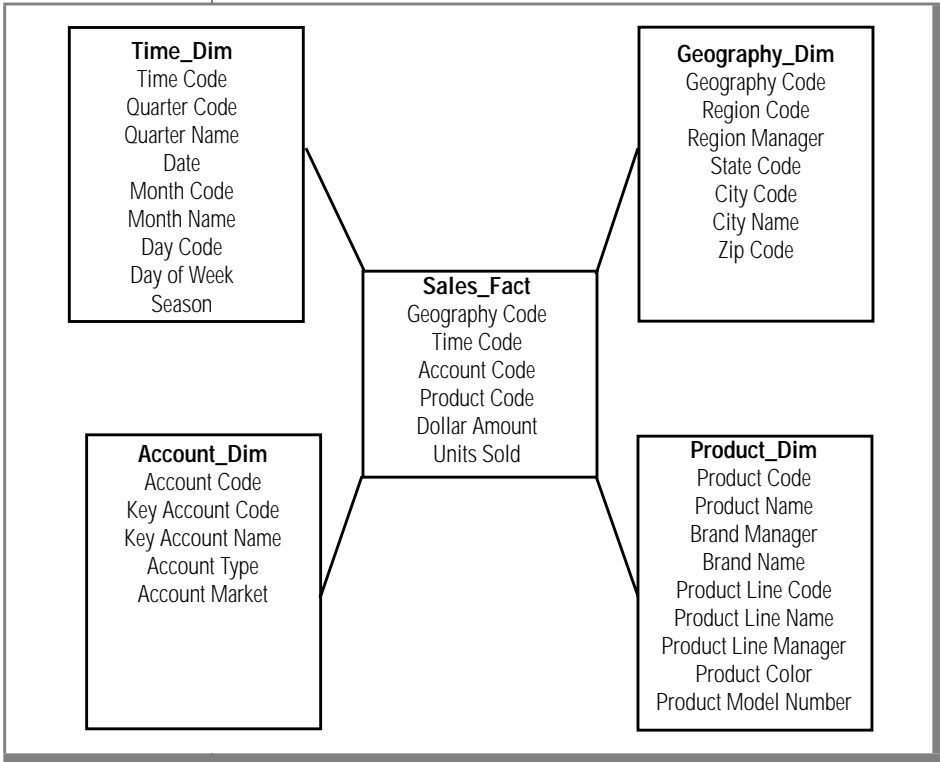 Time_Dim
Time Code
Quarter Code
Quarter Name
Date
Month Code
Month Name
Day Code
Day of Week
Season
Geography_Dim
Geography Code
Region Code
Region Manager
State Code
City Code
City Name
Zip Code
Sales_Fact
Geography Code
Time Code
Account Code
Product Code
Dollar Amount
Units Sold
Account_Dim
Account Code
Key Account Code
Key Account Name
Account Type
Account Market
Product_Dim
Product Code
Product Name
Brand Manager
Brand Name
Product Line Code
Product Line Name
Product Line Manager
Product Color
Product Model Number